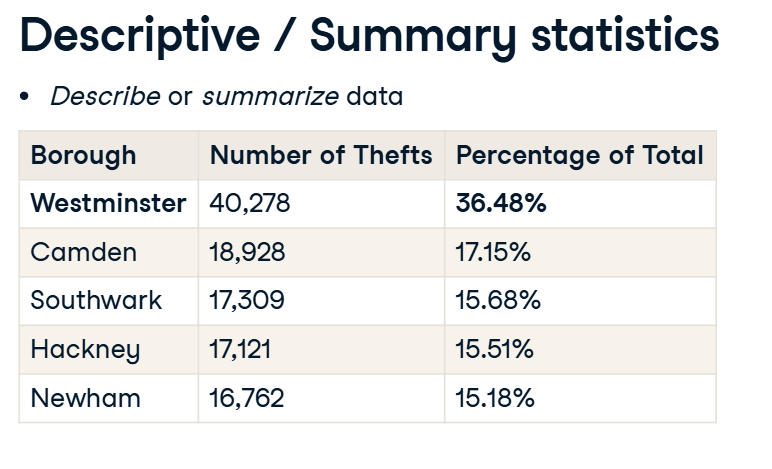 Descriptive / Summary statistics
• Describe or summarize data
Borough Number of Thefts Percentage of Total
Westminster 40,278 36.48%
Camden 18,928 17.15%
Southwark 17,309 15.68%
Hackney 17,121 15.51%
Newham 16,762 15.18%